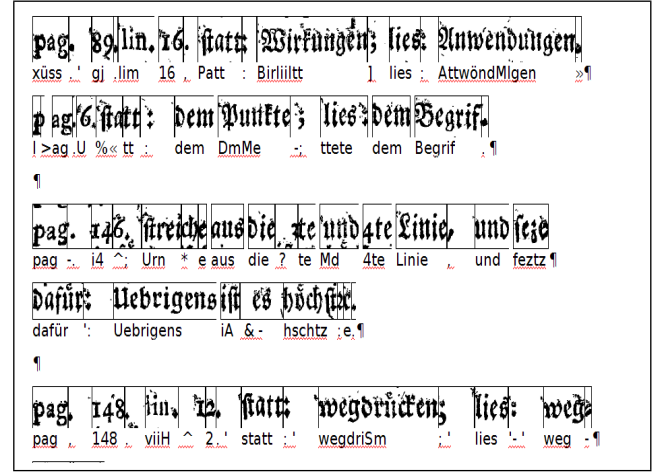 pag. 89. lin. 16. ſtatt: Wirkungen; lies: Anwendungen.
xüss . ' gj .lim 16 , Patt : Birliiltt ] lies : AttwöndMlgen »¶
pag. 6. ſtatt: dem Punkte; lies: dem Begrif.
I >ag .U %« tt : dem DmMe -; ttete dem Begrif . ¶
¶
pag. 146. ſtreiche aus die 3te und 4te Linie, und ſeze
pag -. i4 ^; Urn * e aus die ? te Md 4te Linie , und feztz ¶
dafür: Uebrigens iſt es höchſt ꝛc.
dafür ': Uebrigens iA & - hschtz ; e. ¶
¶
pag. 148. lin. 12. ſtatt: wegdrücken; lies: weg-
pag , 148 . viiH ^ 2. ' statt ; ' wegdriSm ; ' lies '-' weg - ¶